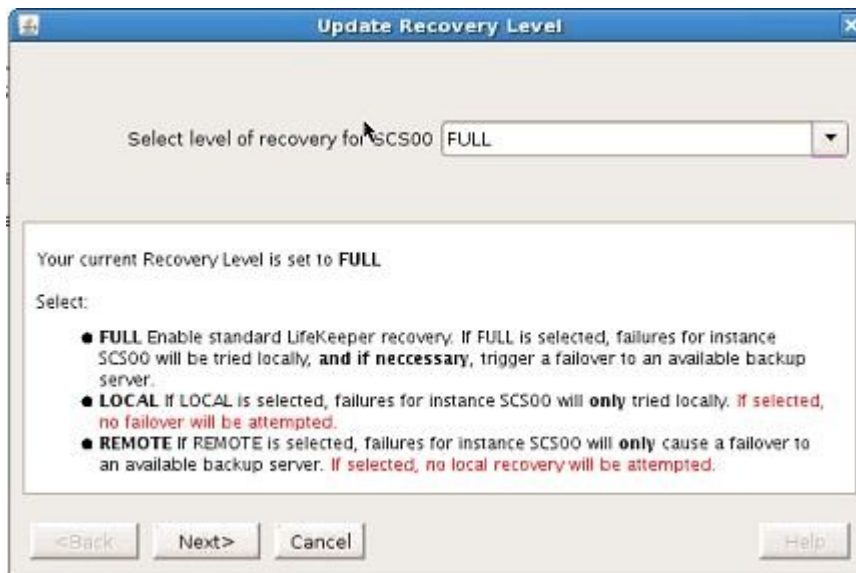 Update Recovery Level
Select level of recovery for SCS00 FULL
Your current Recovery Level is set to FULL
Select:
● FULL Enable standard LifeKeeper recovery. If FULL is selected, failures for instance
SCS00 will be tried locally, and if neccessary, trigger a failover to an available backup
server.
● LOCAL If LOCAL is selected, failures for instance SCS00 will only tried locally. If selected,
no failover will be attempted.
● REMOTE If REMOTE is selected, failures for instance SCS00 will only cause a failover to
an available backup server. If selected, no local recovery will be attempted.
<Back Next> Cancel Help